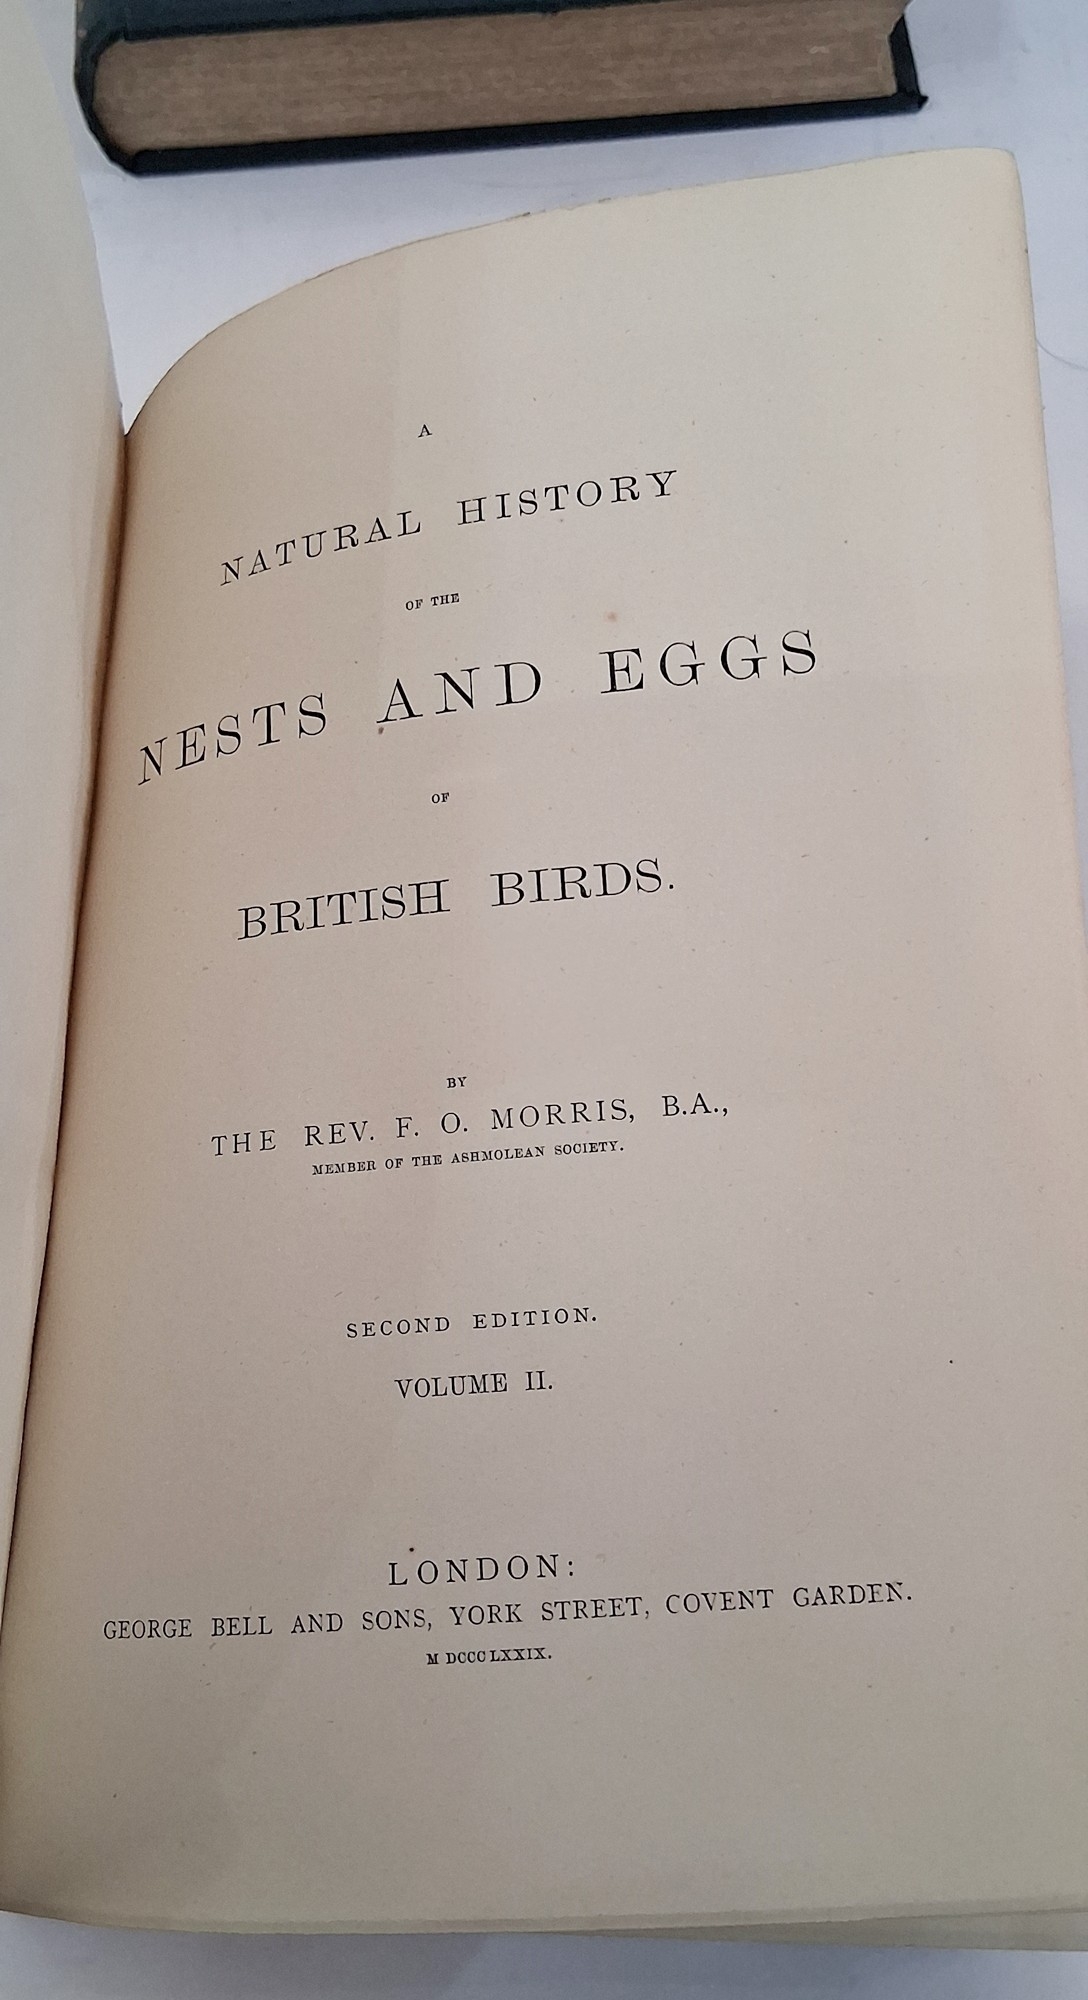 A
NATURAL HISTORY
OF THE
NESTS AND EGGS
OF
BRITISH BIRDS.
BY
THE REV. F. O. MORRIS, B.A.,
MEMBER OF THE ASHMOLEAN SOCIETY.
SECOND EDITION.
VOLUME II.
LONDON:
GEORGE BELL AND SONS, YORK STREET, COVENT GARDEN.
M DCCC LXXIX.